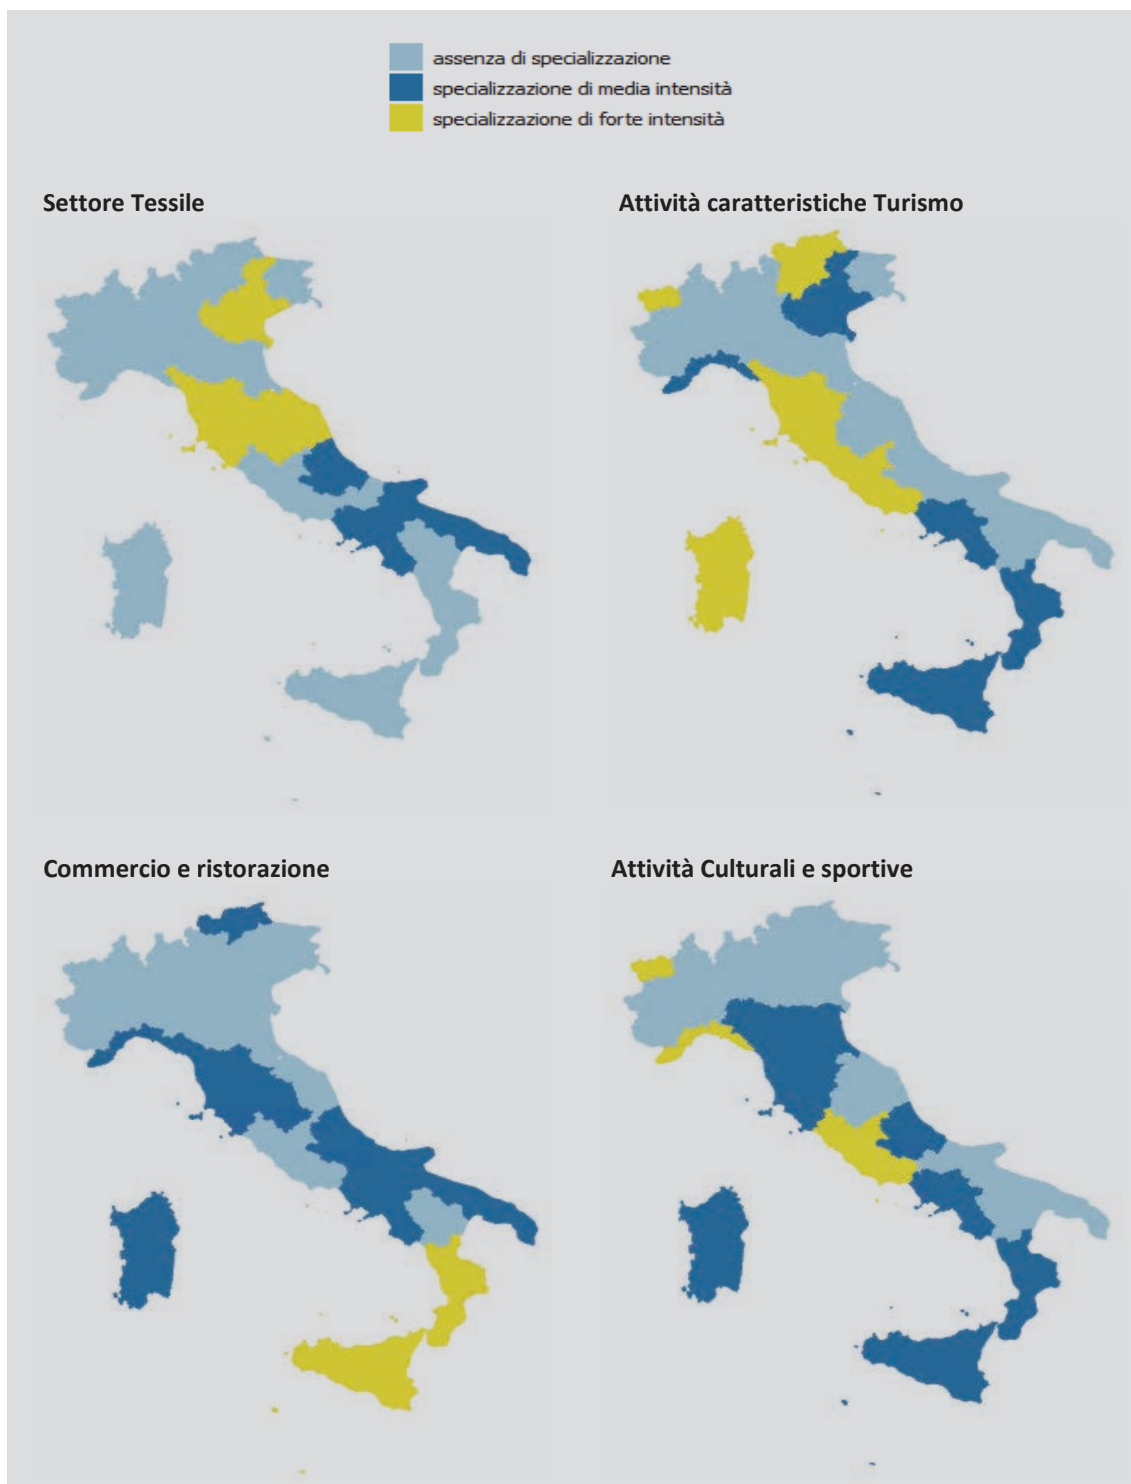 assenza di specializzazione
specializzazione di media intensità
specializzazione di forte intensità
Settore Tessile
Attività caratteristiche Turismo
Commercio e ristorazione
Attività Culturali e sportive